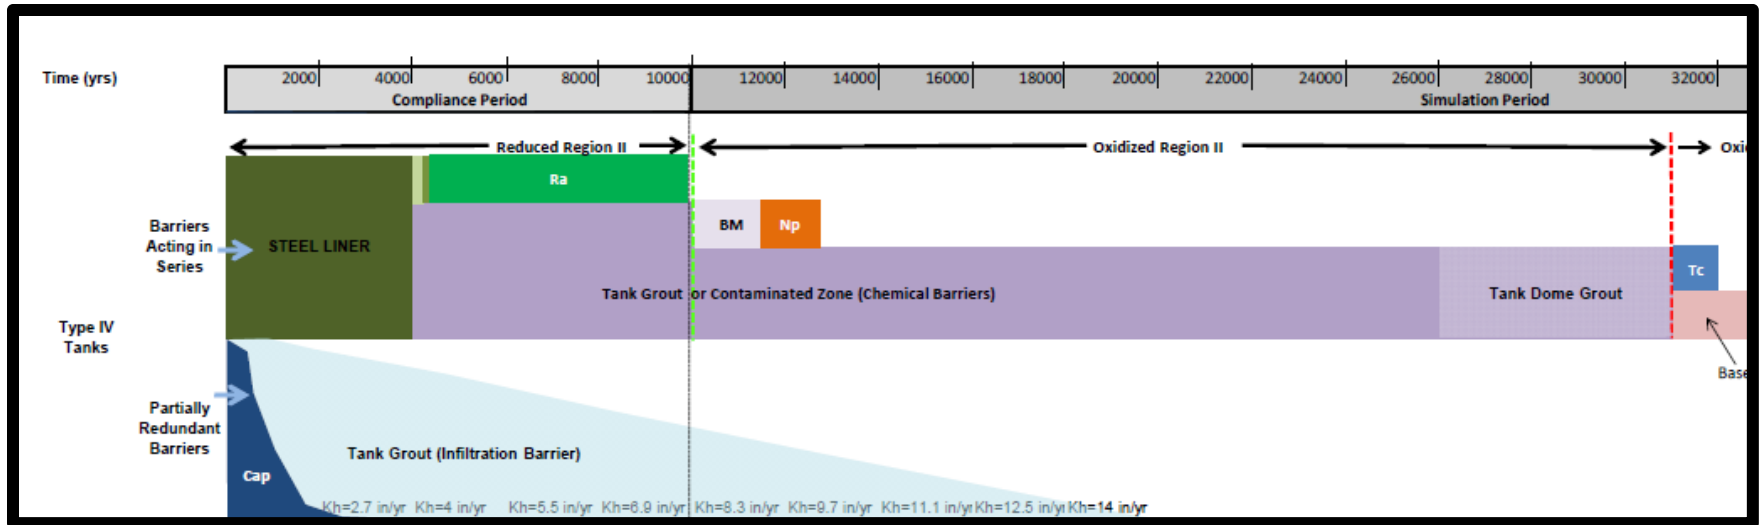 Time (yrs)
2000 4000 6000 8000 10000 12000 14000 16000 18000 20000 22000 24000 26000 28000 30000 32000
Compliance Period Simulation Period
Reduced Region II Oxidized Region II Oxi
Ra
Barriers
Acting in
Series
STEEL LINER
BM Np
Tank Grout or Contaminated Zone (Chemical Barriers)
Tank Dome Grout
Tc
Type IV
Tanks
Base
Partially
Redundant
Barriers
Tank Grout (Infiltration Barrier)
Cap
Kh=2.7 in/yr Kh=4 in/yr Kh=5.5 in/yr Kh=6.9 in/yr Kh=8.3 in/yr Kh=9.7 in/yr Kh=11.1 in/yr Kh=12.5 in/yr Kh=14 in/yr